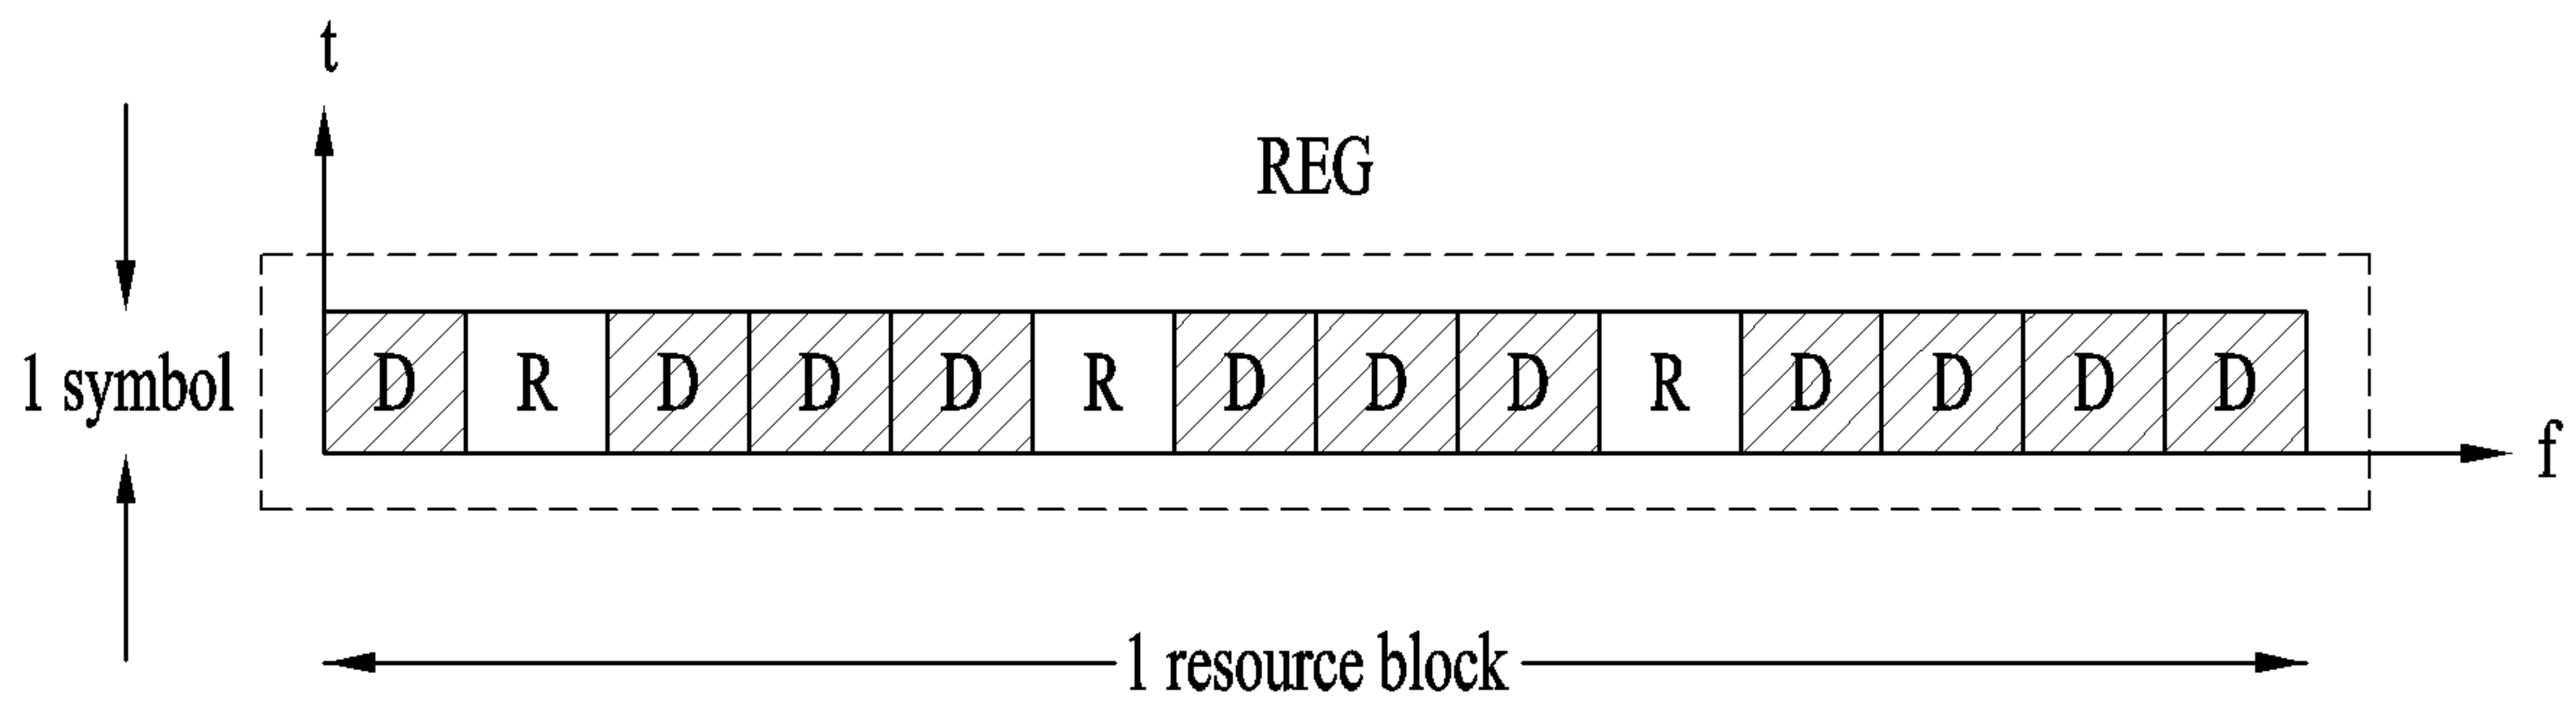 t
REG
1 symbol
D R D D D R D D D R D D D D
f
1 resource block